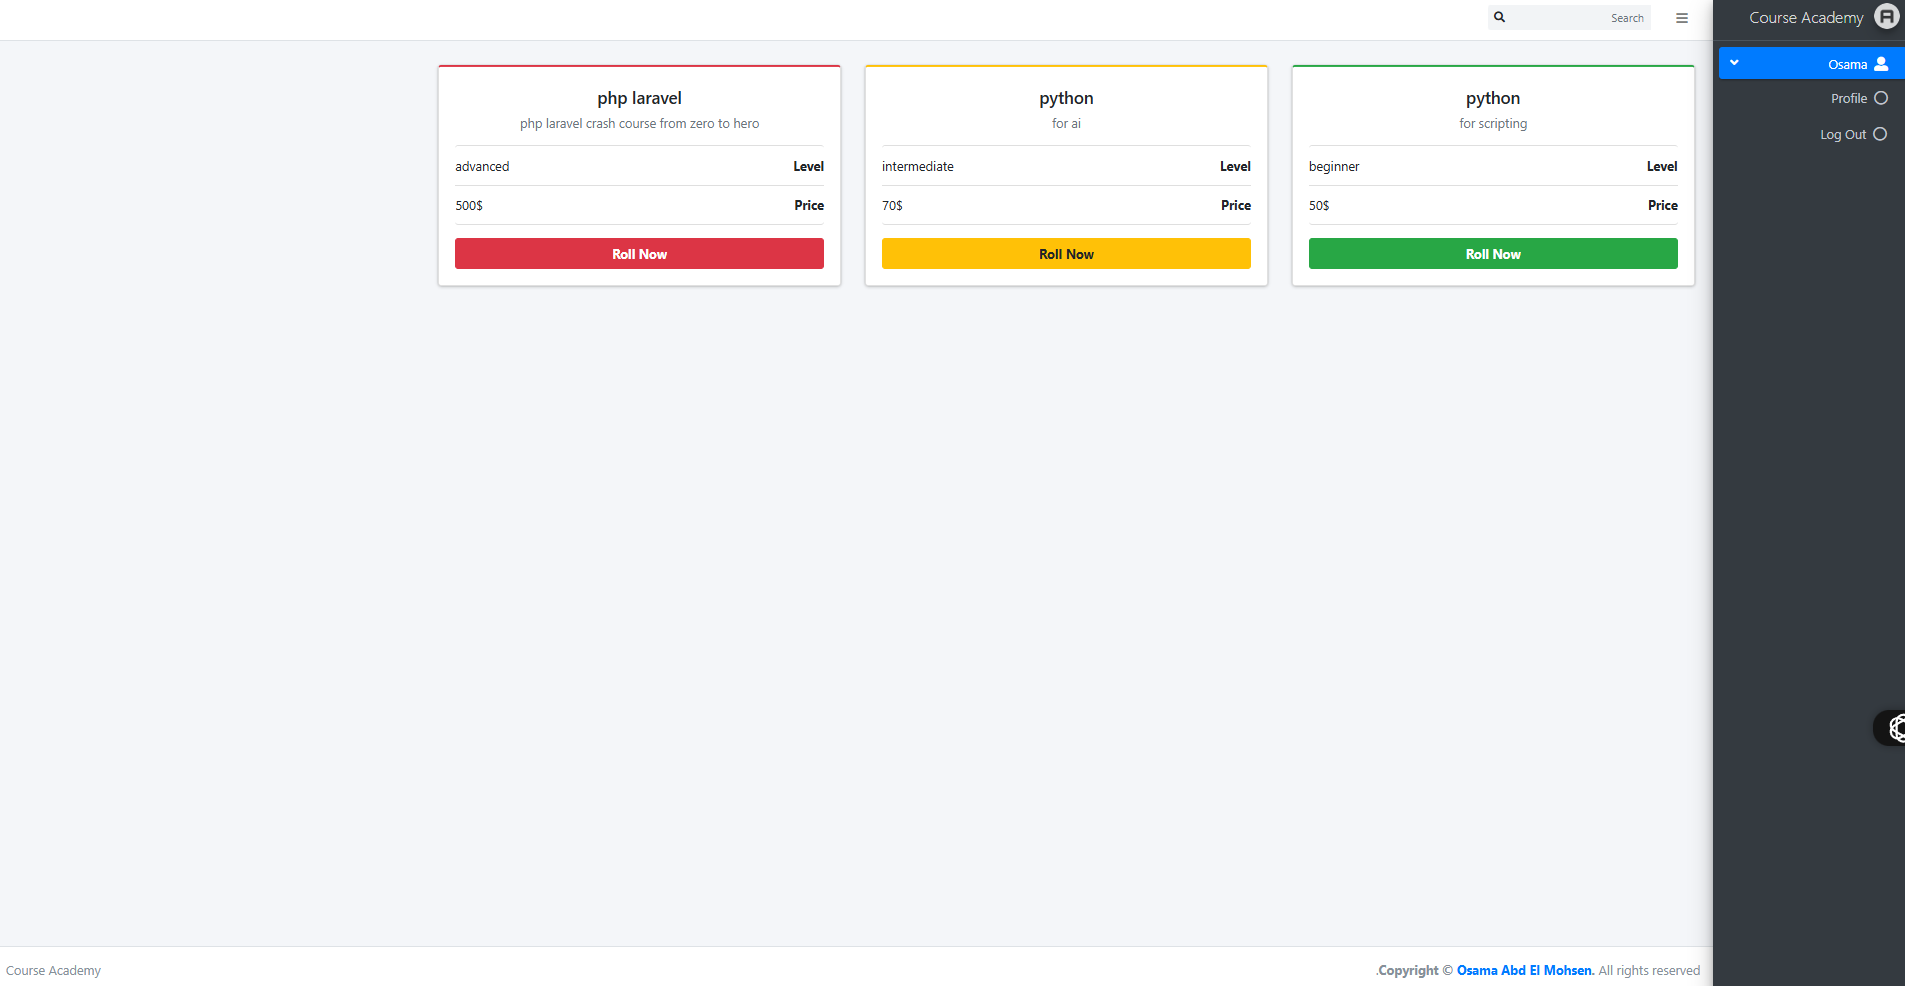 Search
Course Academy
Osama
Profile
Log Out
python
for scripting
Level
beginner
Price
50$
Roll Now
python
for ai
Level
intermediate
Price
70$
Roll Now
php laravel
php laravel crash course from zero to hero
Level
advanced
Price
500$
Roll Now
.Copyright © Osama Abd El Mohsen. All rights reserved
Course Academy